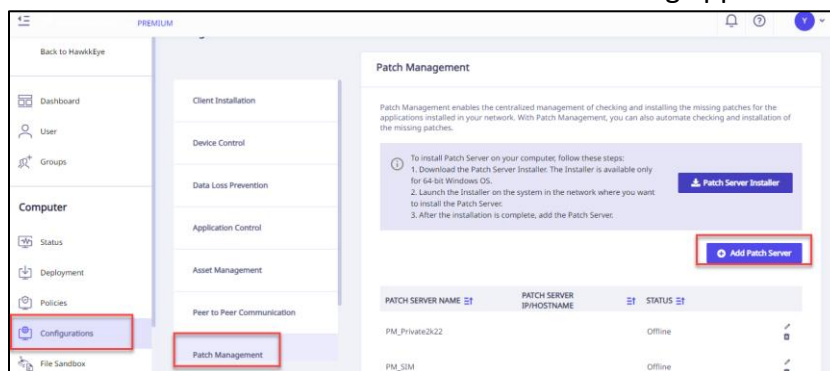 PREMIUM
Y
Back to HawkkEye
Dashboard
User
Groups
Computer
Status
Deployment
Policies
Configurations
File Sandbox
Client Installation
Device Control
Data Loss Prevention
Application Control
Asset Management
Peer to Peer Communication
Patch Management
Patch Management
Patch Management enables the centralized management of checking and installing the missing patches for the
applications installed in your network. With Patch Management, you can also automate checking and installation of
the missing patches.
To install Patch Server on your computer, follow these steps:
1. Download the Patch Server Installer. The Installer is available only
for 64-bit Windows OS.
2. Launch the Installer on the system in the network where you want
to install the Patch Server.
3. After the installation is complete, add the Patch Server.
Patch Server Installer
Add Patch Server
PATCH SERVER NAME
PATCH SERVER
IP/HOSTNAME
STATUS
PM_Private2k22
Offline
PM_SIM
Offline